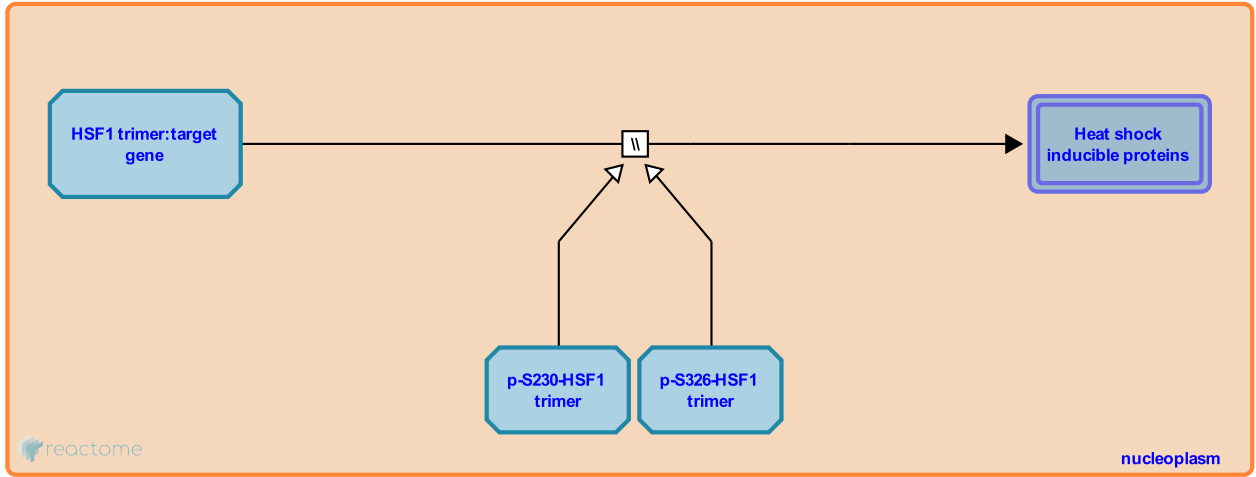 HSF1 trimer:target
gene
\\
Heat shock
inducible proteins
p-S230-HSF1
trimer
p-S326-HSF1
trimer
reactome
nucleoplasm